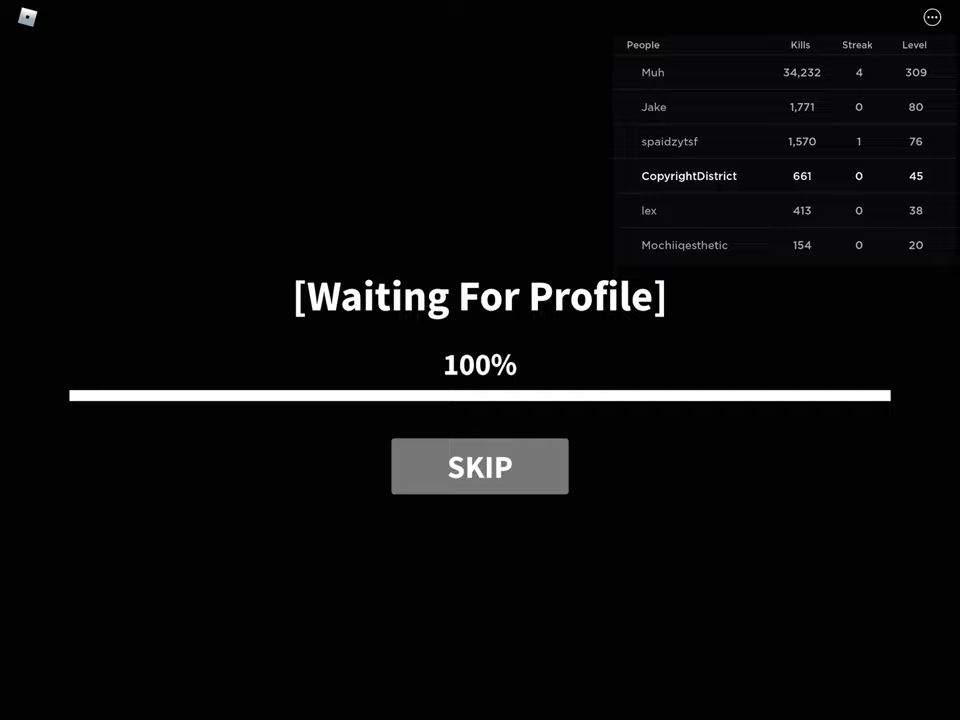 People Kills Streak Level
Muh 34,232 4 309
Jake 1,771 0 80
spaidzytsf 1,570 1 76
CopyrightDistrict 661 0 45
lex 413 0 38
Mochiiqesthetic 154 0 20
[Waiting For Profile]
100%
SKIP